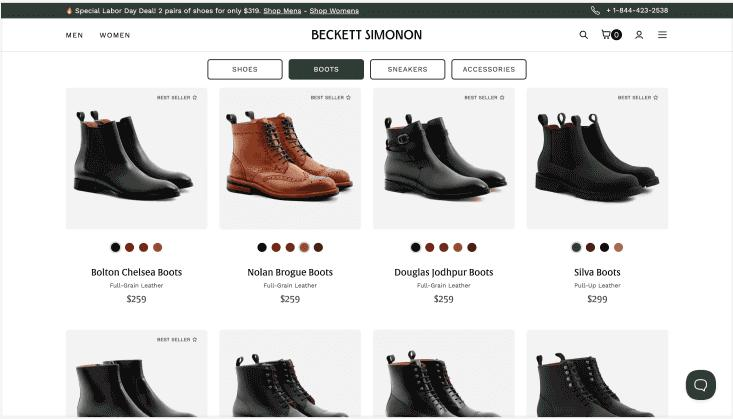 🔥 Special Labor Day Deal! 2 pairs of shoes for only $319. Shop Mens - Shop Womens
+ 1-844-423-2538
MEN WOMEN
BECKETT SIMONON
0
SHOES BOOTS SNEAKERS ACCESSORIES
BEST SELLER ☆ BEST SELLER ☆ BEST SELLER ☆ BEST SELLER ☆
Bolton Chelsea Boots Nolan Brogue Boots Douglas Jodhpur Boots Silva Boots
Full-Grain Leather Full-Grain Leather Full-Grain Leather Pull-Up Leather
$259 $259 $259 $299
BEST SELLER ☆